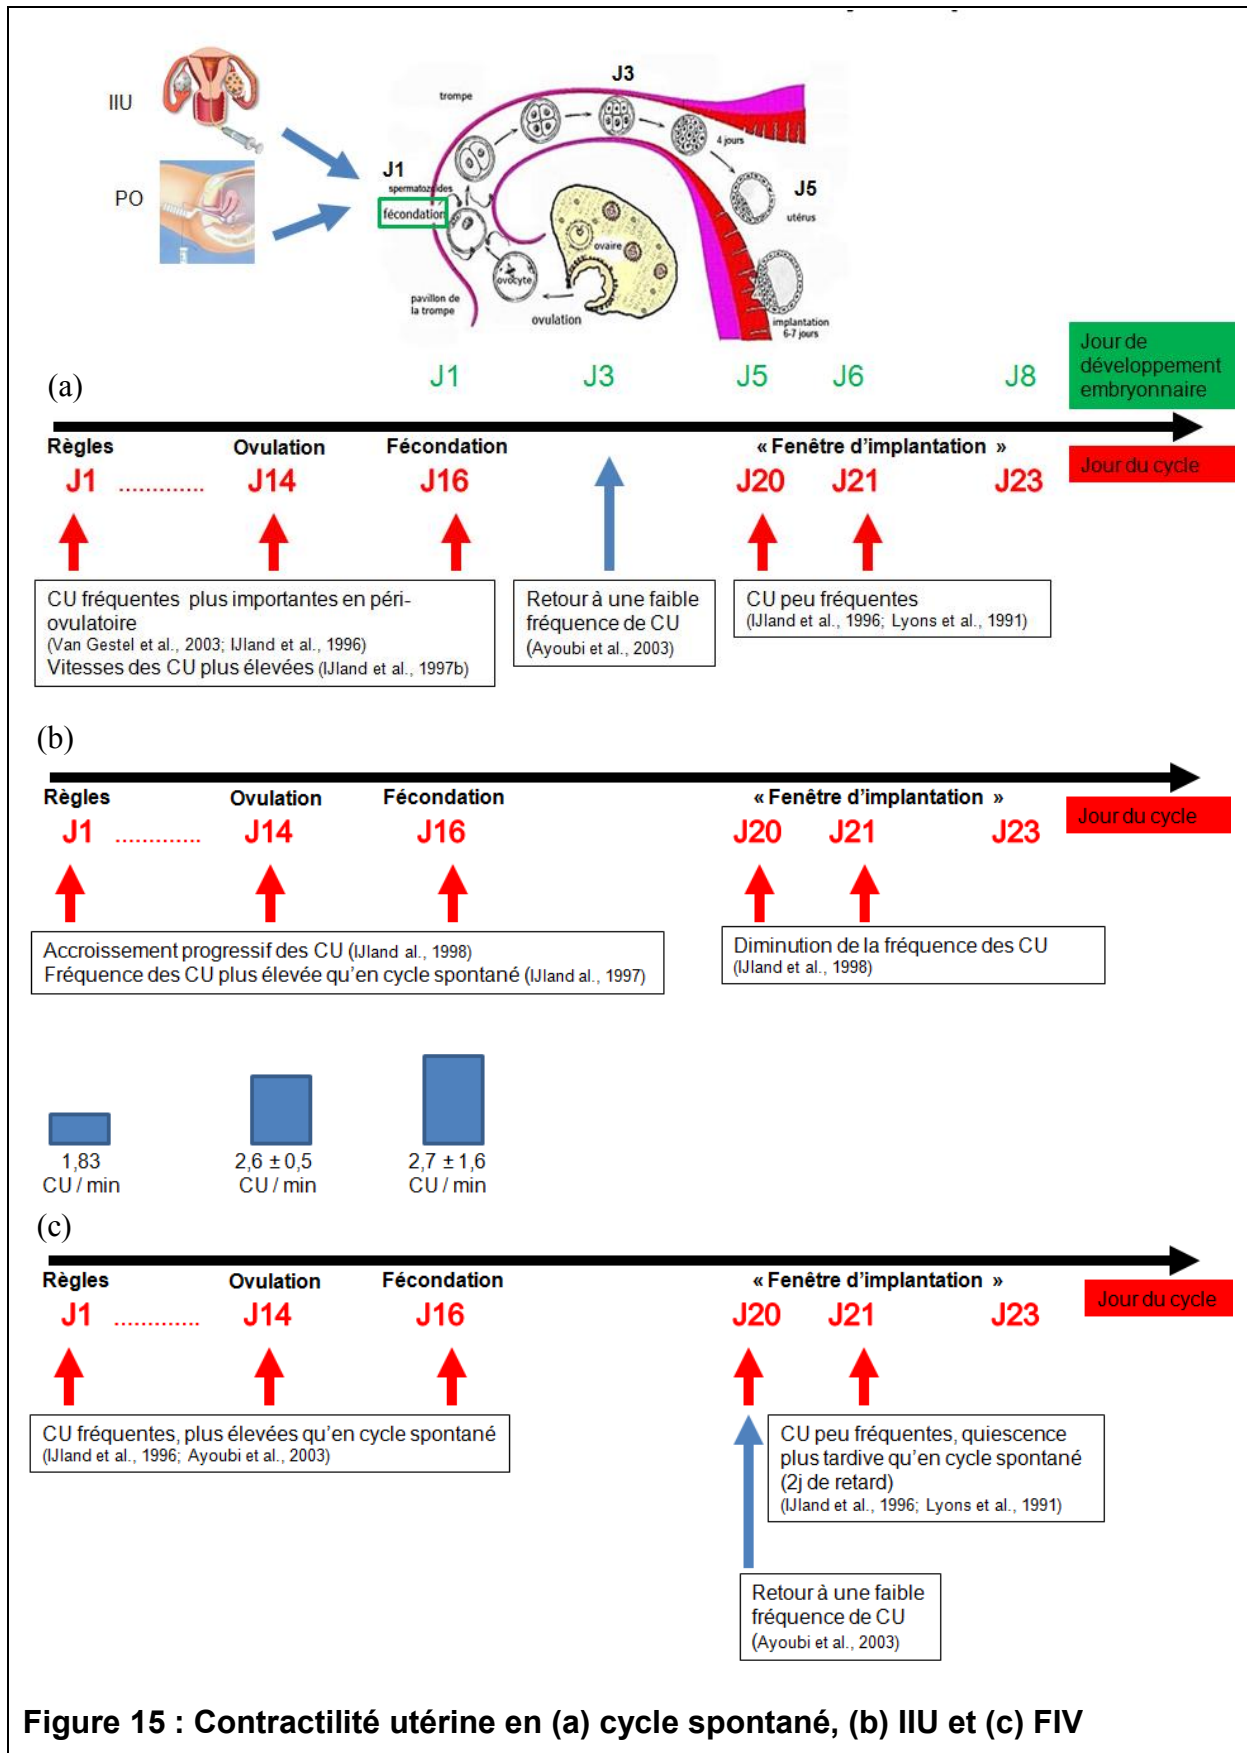 IIU
PO
J3
trompe
4 jours
J1
spermatozoides
fécondation
J5
utérus
ovaire
ovocyte
pavillon de
la trompe
ovulation
implantation
6-7 jours
(a)
J1 J3 J5 J6 J8
Jour de
développement
embryonnaire
Règles Ovulation Fécondation « Fenêtre d'implantation »
J1 ............. J14 J16 J20 J21 J23
Jour du cycle
CU fréquentes plus importantes en péri-
ovulatoire
(Van Gestel et al., 2003; IJland et al., 1996)
Vitesses des CU plus élevées (IJland et al., 1997b)
Retour à une faible
fréquence de CU
(Ayoubi et al., 2003)
CU peu fréquentes
(IJland et al., 1996; Lyons et al., 1991)
(b)
Règles Ovulation Fécondation « Fenêtre d'implantation »
J1 ............. J14 J16 J20 J21 J23
Jour du cycle
Accroissement progressif des CU (IJland al., 1998)
Fréquence des CU plus élevée qu'en cycle spontané (IJland al., 1997)
Diminution de la fréquence des CU
(IJland et al., 1998)
1,83
CU / min
2,6 ± 0,5
CU / min
2,7 ± 1,6
CU / min
(c)
Règles Ovulation Fécondation « Fenêtre d'implantation »
J1 ............. J14 J16 J20 J21 J23
Jour du cycle
CU fréquentes, plus élevées qu'en cycle spontané
(IJland et al., 1996; Ayoubi et al., 2003)
CU peu fréquentes, quiescence
plus tardive qu'en cycle spontané
(2j de retard)
(IJland et al., 1996; Lyons et al., 1991)
Retour à une faible
fréquence de CU
(Ayoubi et al., 2003)
Figure 15 : Contractilité utérine en (a) cycle spontané, (b) IIU et (c) FIV